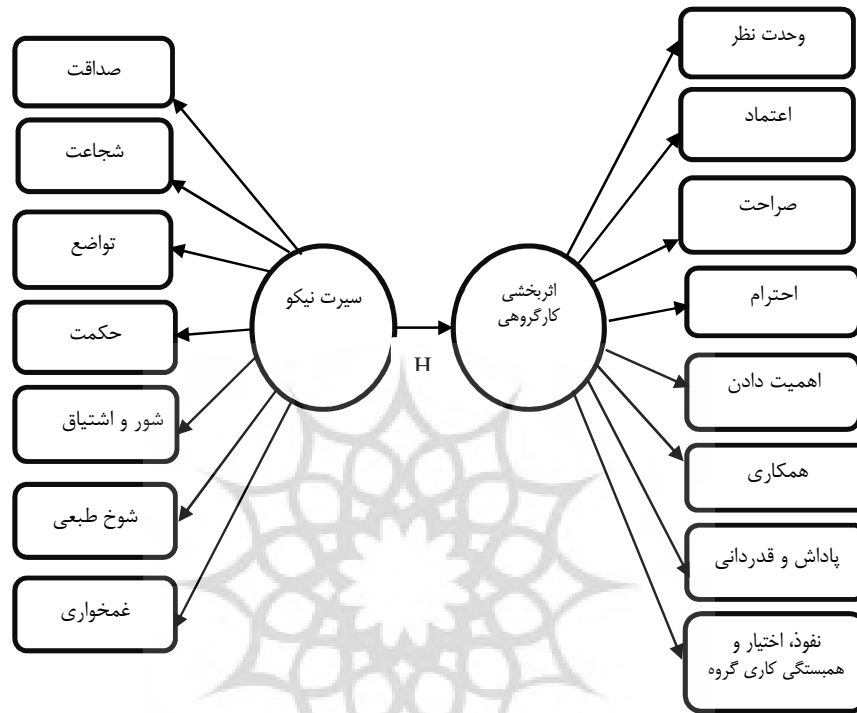 وحدت نظر
اعتماد
صراحت
احترام
اهمیت دادن
همکاری
پاداش و قدردانی
نفوذ، اختیار و
همبستگی کاری گروه
اثربخشی
کارگروهی
H
سیرت نیکو
صداقت
شجاعت
تواضع
حکمت
شور و اشتیاق
شوخ طبعی
غمخواری